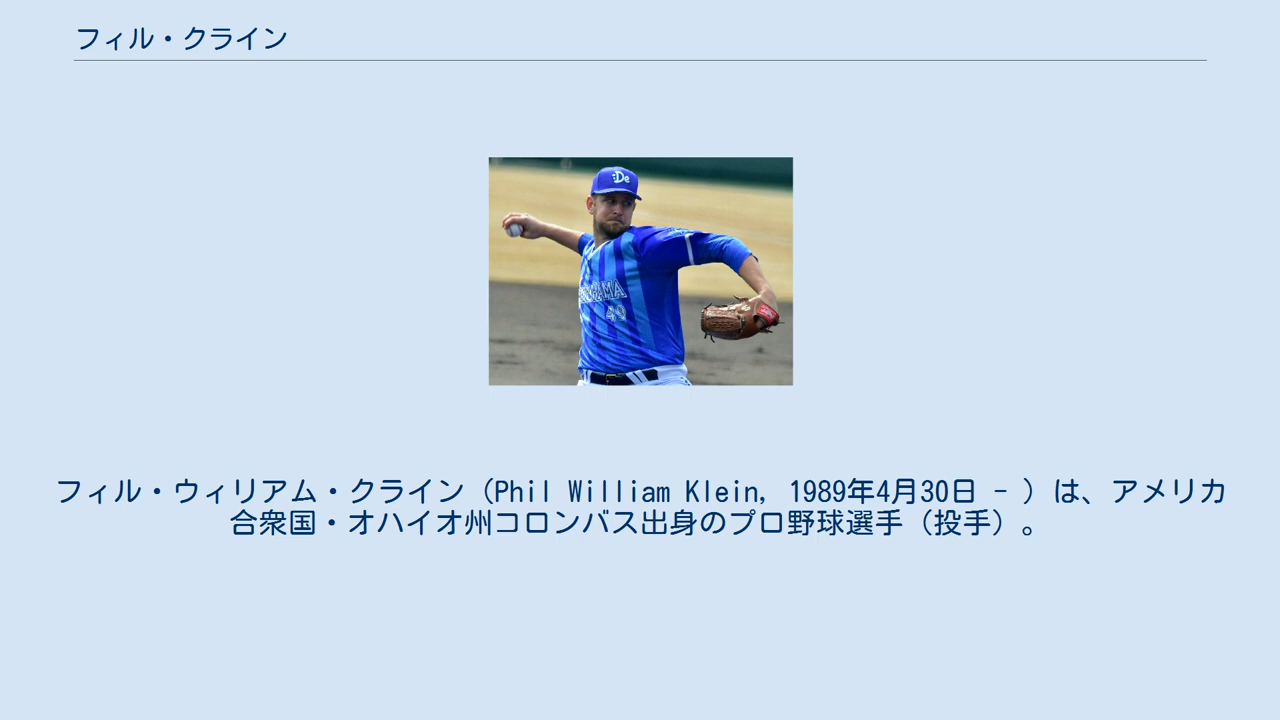 フィル・クライン
:De
49
フィル・ウィリアム・クライン（Phil William Klein, 1989年4月30日 - ）は、アメリカ
合衆国・オハイオ州コロンバス出身のプロ野球選手（投手）。